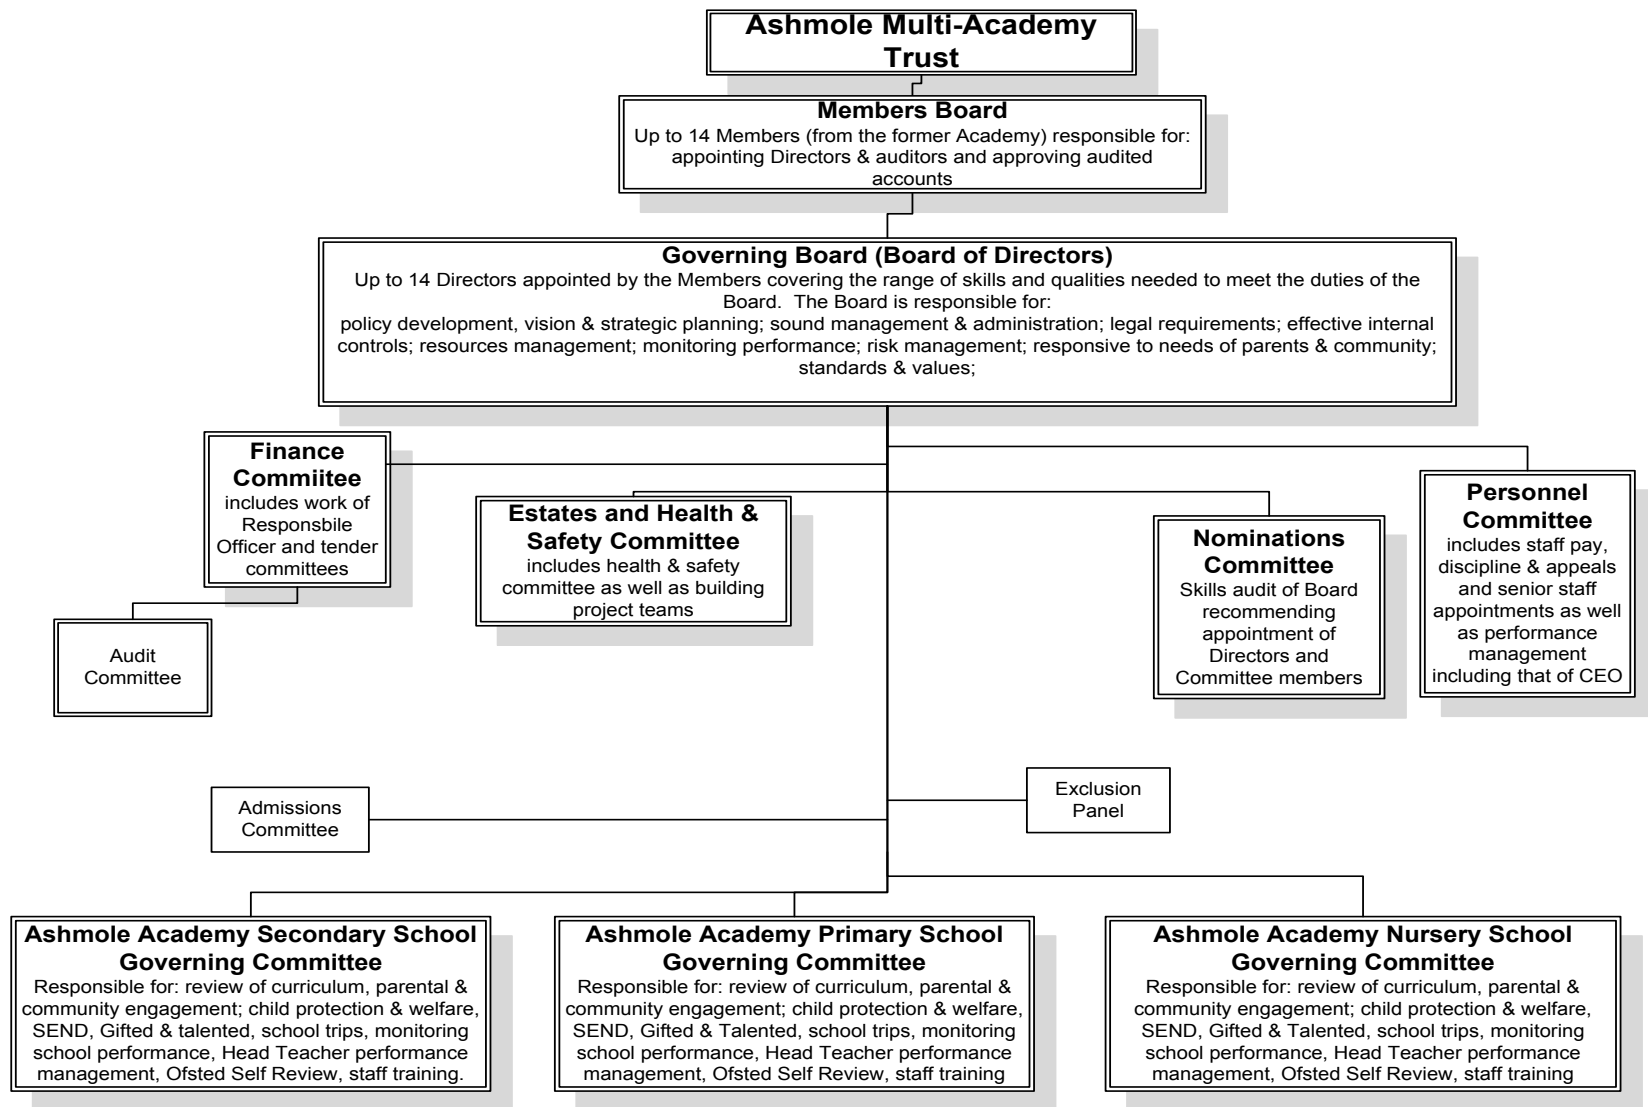 Ashmole Multi-Academy
Trust
Members Board
Up to 14 Members (from the former Academy) responsible for:
appointing Directors & auditors and approving audited
accounts
Governing Board (Board of Directors)
Up to 14 Directors appointed by the Members covering the range of skills and qualities needed to meet the duties of the
Board.  The Board is responsible for:
policy development, vision & strategic planning; sound management & administration; legal requirements; effective internal
controls; resources management; monitoring performance; risk management; responsive to needs of parents & community;
standards & values;
Finance
Commiitee
includes work of
Responsbile
Officer and tender
committees
Estates and Health &
Safety Committee
includes health & safety
committee as well as building
project teams
Nominations
Committee
Skills audit of Board
recommending
appointment of
Directors and
Committee members
Personnel
Committee
includes staff pay,
discipline & appeals
and senior staff
appointments as well
as performance
management
including that of CEO
Audit
Committee
Admissions
Committee
Exclusion
Panel
Ashmole Academy Secondary School
Governing Committee
Responsible for: review of curriculum, parental &
community engagement; child protection & welfare,
SEND, Gifted & talented, school trips, monitoring
school performance, Head Teacher performance
management, Ofsted Self Review, staff training.
Ashmole Academy Primary School
Governing Committee
Responsible for: review of curriculum, parental &
community engagement; child protection & welfare,
SEND, Gifted & Talented, school trips, monitoring
school performance, Head Teacher performance
management, Ofsted Self Review, staff training
Ashmole Academy Nursery School
Governing Committee
Responsible for: review of curriculum, parental &
community engagement; child protection & welfare,
SEND, Gifted & Talented, school trips, monitoring
school performance, Head Teacher performance
management, Ofsted Self Review, staff training